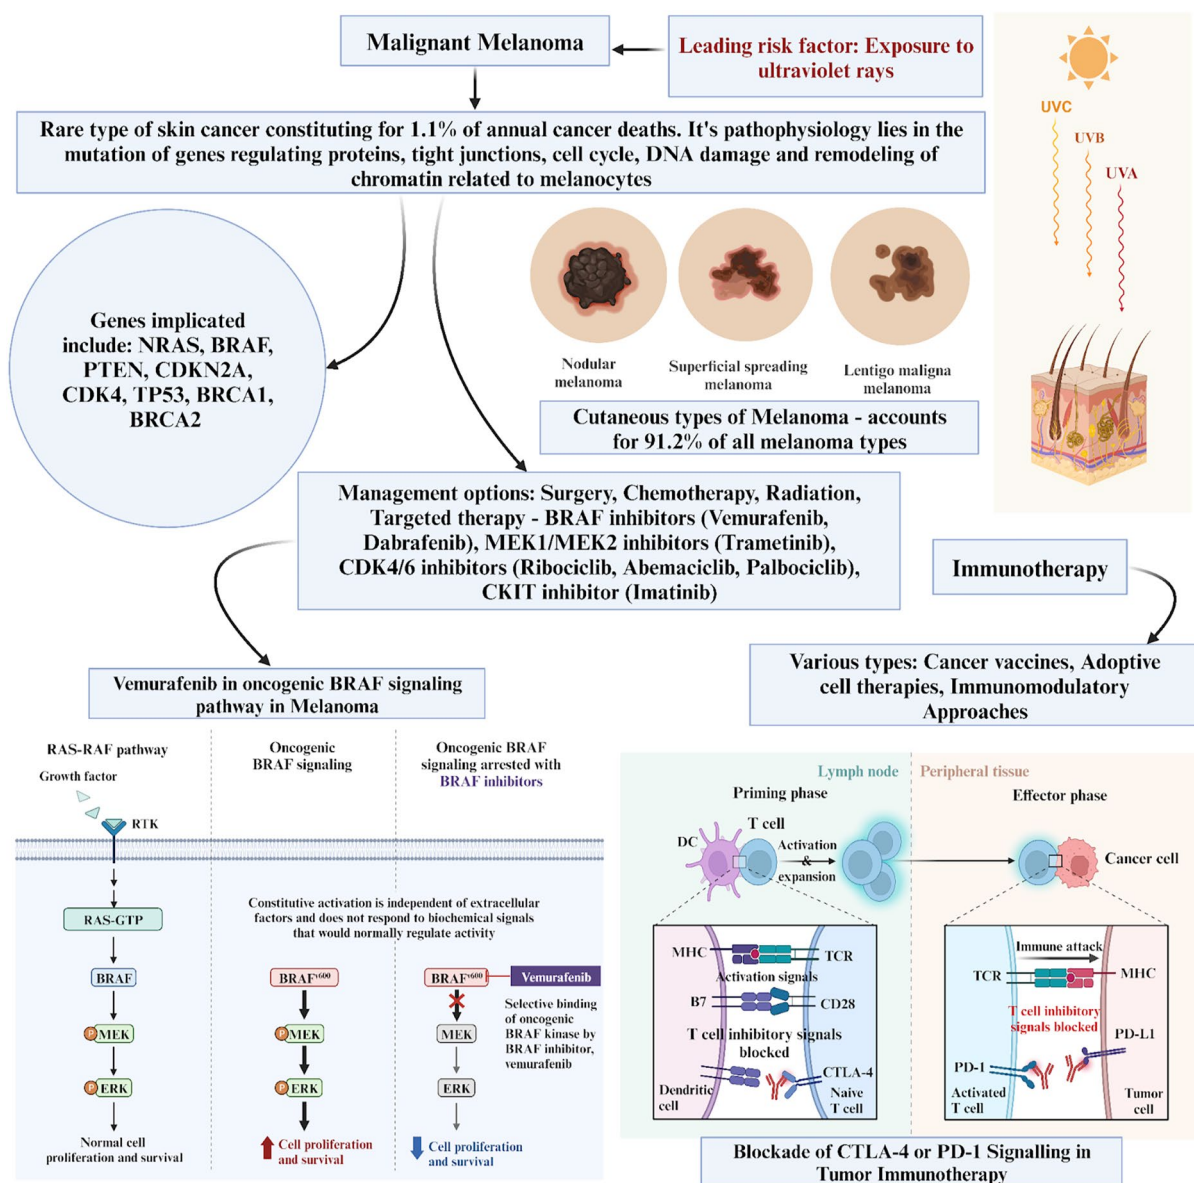 Malignant Melanoma
Leading risk factor: Exposure to
ultraviolet rays
Rare type of skin cancer constituting for 1.1% of annual cancer deaths. It's pathophysiology lies in the
mutation of genes regulating proteins, tight junctions, cell cycle, DNA damage and remodeling of
chromatin related to melanocytes
UVC
UVB
UVA
Genes implicated
include: NRAS, BRAF,
PTEN, CDKN2A,
CDK4, TP53, BRCA1,
BRCA2
Nodular
melanoma
Superficial spreading
melanoma
Lentigo maligna
melanoma
Cutaneous types of Melanoma - accounts
for 91.2% of all melanoma types
Management options: Surgery, Chemotherapy, Radiation,
Targeted therapy - BRAF inhibitors (Vemurafenib,
Dabrafenib), MEK1/MEK2 inhibitors (Trametinib),
CDK4/6 inhibitors (Ribociclib, Abemaciclib, Palbociclib),
CKIT inhibitor (Imatinib)
Immunotherapy
Various types: Cancer vaccines, Adoptive
cell therapies, Immunomodulatory
Approaches
Vemurafenib in oncogenic BRAF signaling
pathway in Melanoma
RAS-RAF pathway
Growth factor
RTK
RAS-GTP
BRAF
P MEK
P ERK
Normal cell
proliferation and survival
Oncogenic
BRAF signaling
Constitutive activation is independent of extracellular
factors and does not respond to biochemical signals
that would normally regulate activity
BRAFv600
P MEK
P ERK
Cell proliferation
and survival
Oncogenic BRAF
signaling arrested with
BRAF inhibitors
BRAFv600
Vemurafenib
MEK
ERK
Selective binding
of oncogenic
BRAF kinase by
BRAF inhibitor,
vemurafenib
Cell proliferation
and survival
Lymph node
Peripheral tissue
Priming phase
Effector phase
DC
T cell
Activation
&
expansion
Cancer cell
MHC
TCR
Activation signals
B7
CD28
T cell inhibitory signals
blocked
CTLA-4
Dendritic
cell
Naive
T cell
Immune attack
TCR
MHC
T cell inhibitory
signals blocked
PD-L1
PD-1
Activated
T cell
Tumor
cell
Blockade of CTLA-4 or PD-1 Signalling in
Tumor Immunotherapy